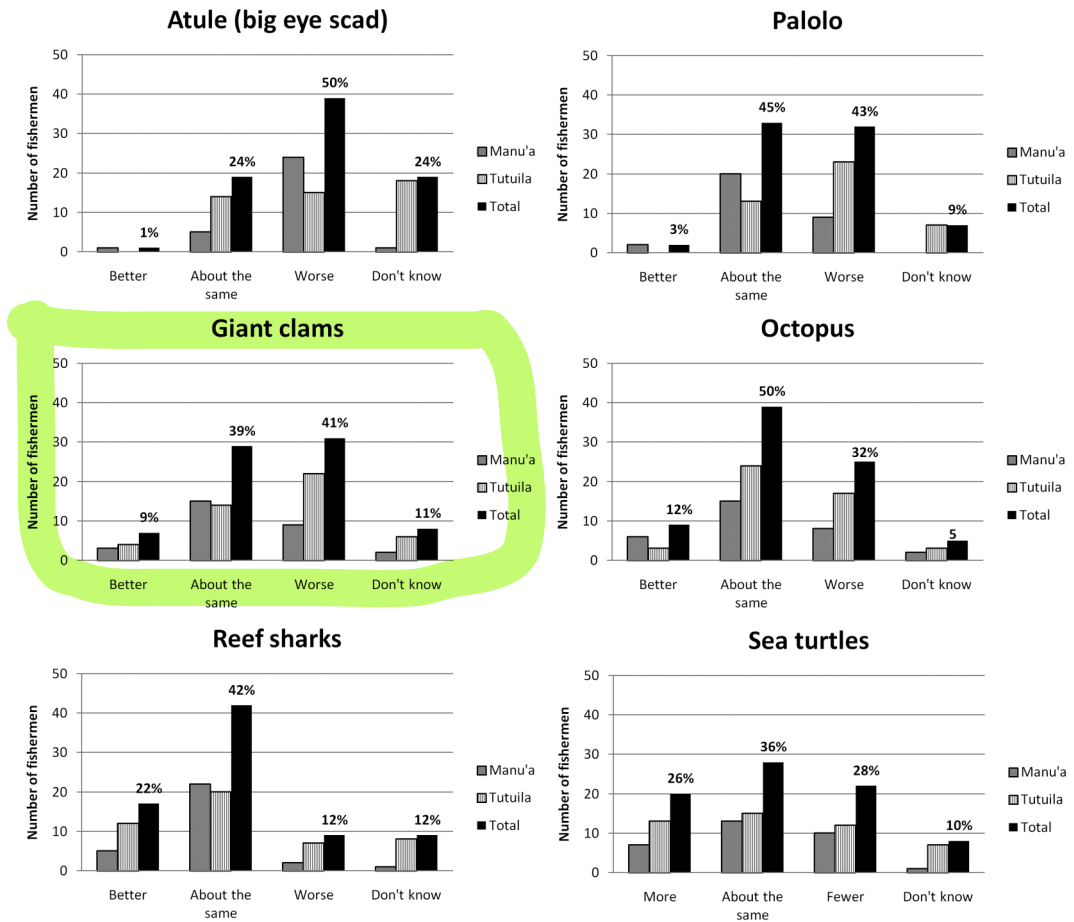 Atule (big eye scad)
50
40
30
20
10
0
Number of fishermen
1%
24%
50%
24%
Better
About the
same
Worse
Don't know
Manu'a
Tutuila
Total
Palolo
50
40
30
20
10
0
Number of fishermen
3%
45%
43%
9%
Better
About the
same
Worse
Don't know
Manu'a
Tutuila
Total
Giant clams
50
40
30
20
10
0
Number of fishermen
9%
39%
41%
11%
Better
About the
same
Worse
Don't know
Manu'a
Tutuila
Total
Octopus
50
40
30
20
10
0
Number of fishermen
12%
50%
32%
5
Better
About the
same
Worse
Don't know
Manu'a
Tutuila
Total
Reef sharks
50
40
30
20
10
0
Number of fishermen
22%
42%
12%
12%
Better
About the
same
Worse
Don't know
Manu'a
Tutuila
Total
Sea turtles
50
40
30
20
10
0
Number of fishermen
26%
36%
28%
10%
More
About the
same
Fewer
Don't know
Manu'a
Tutuila
Total